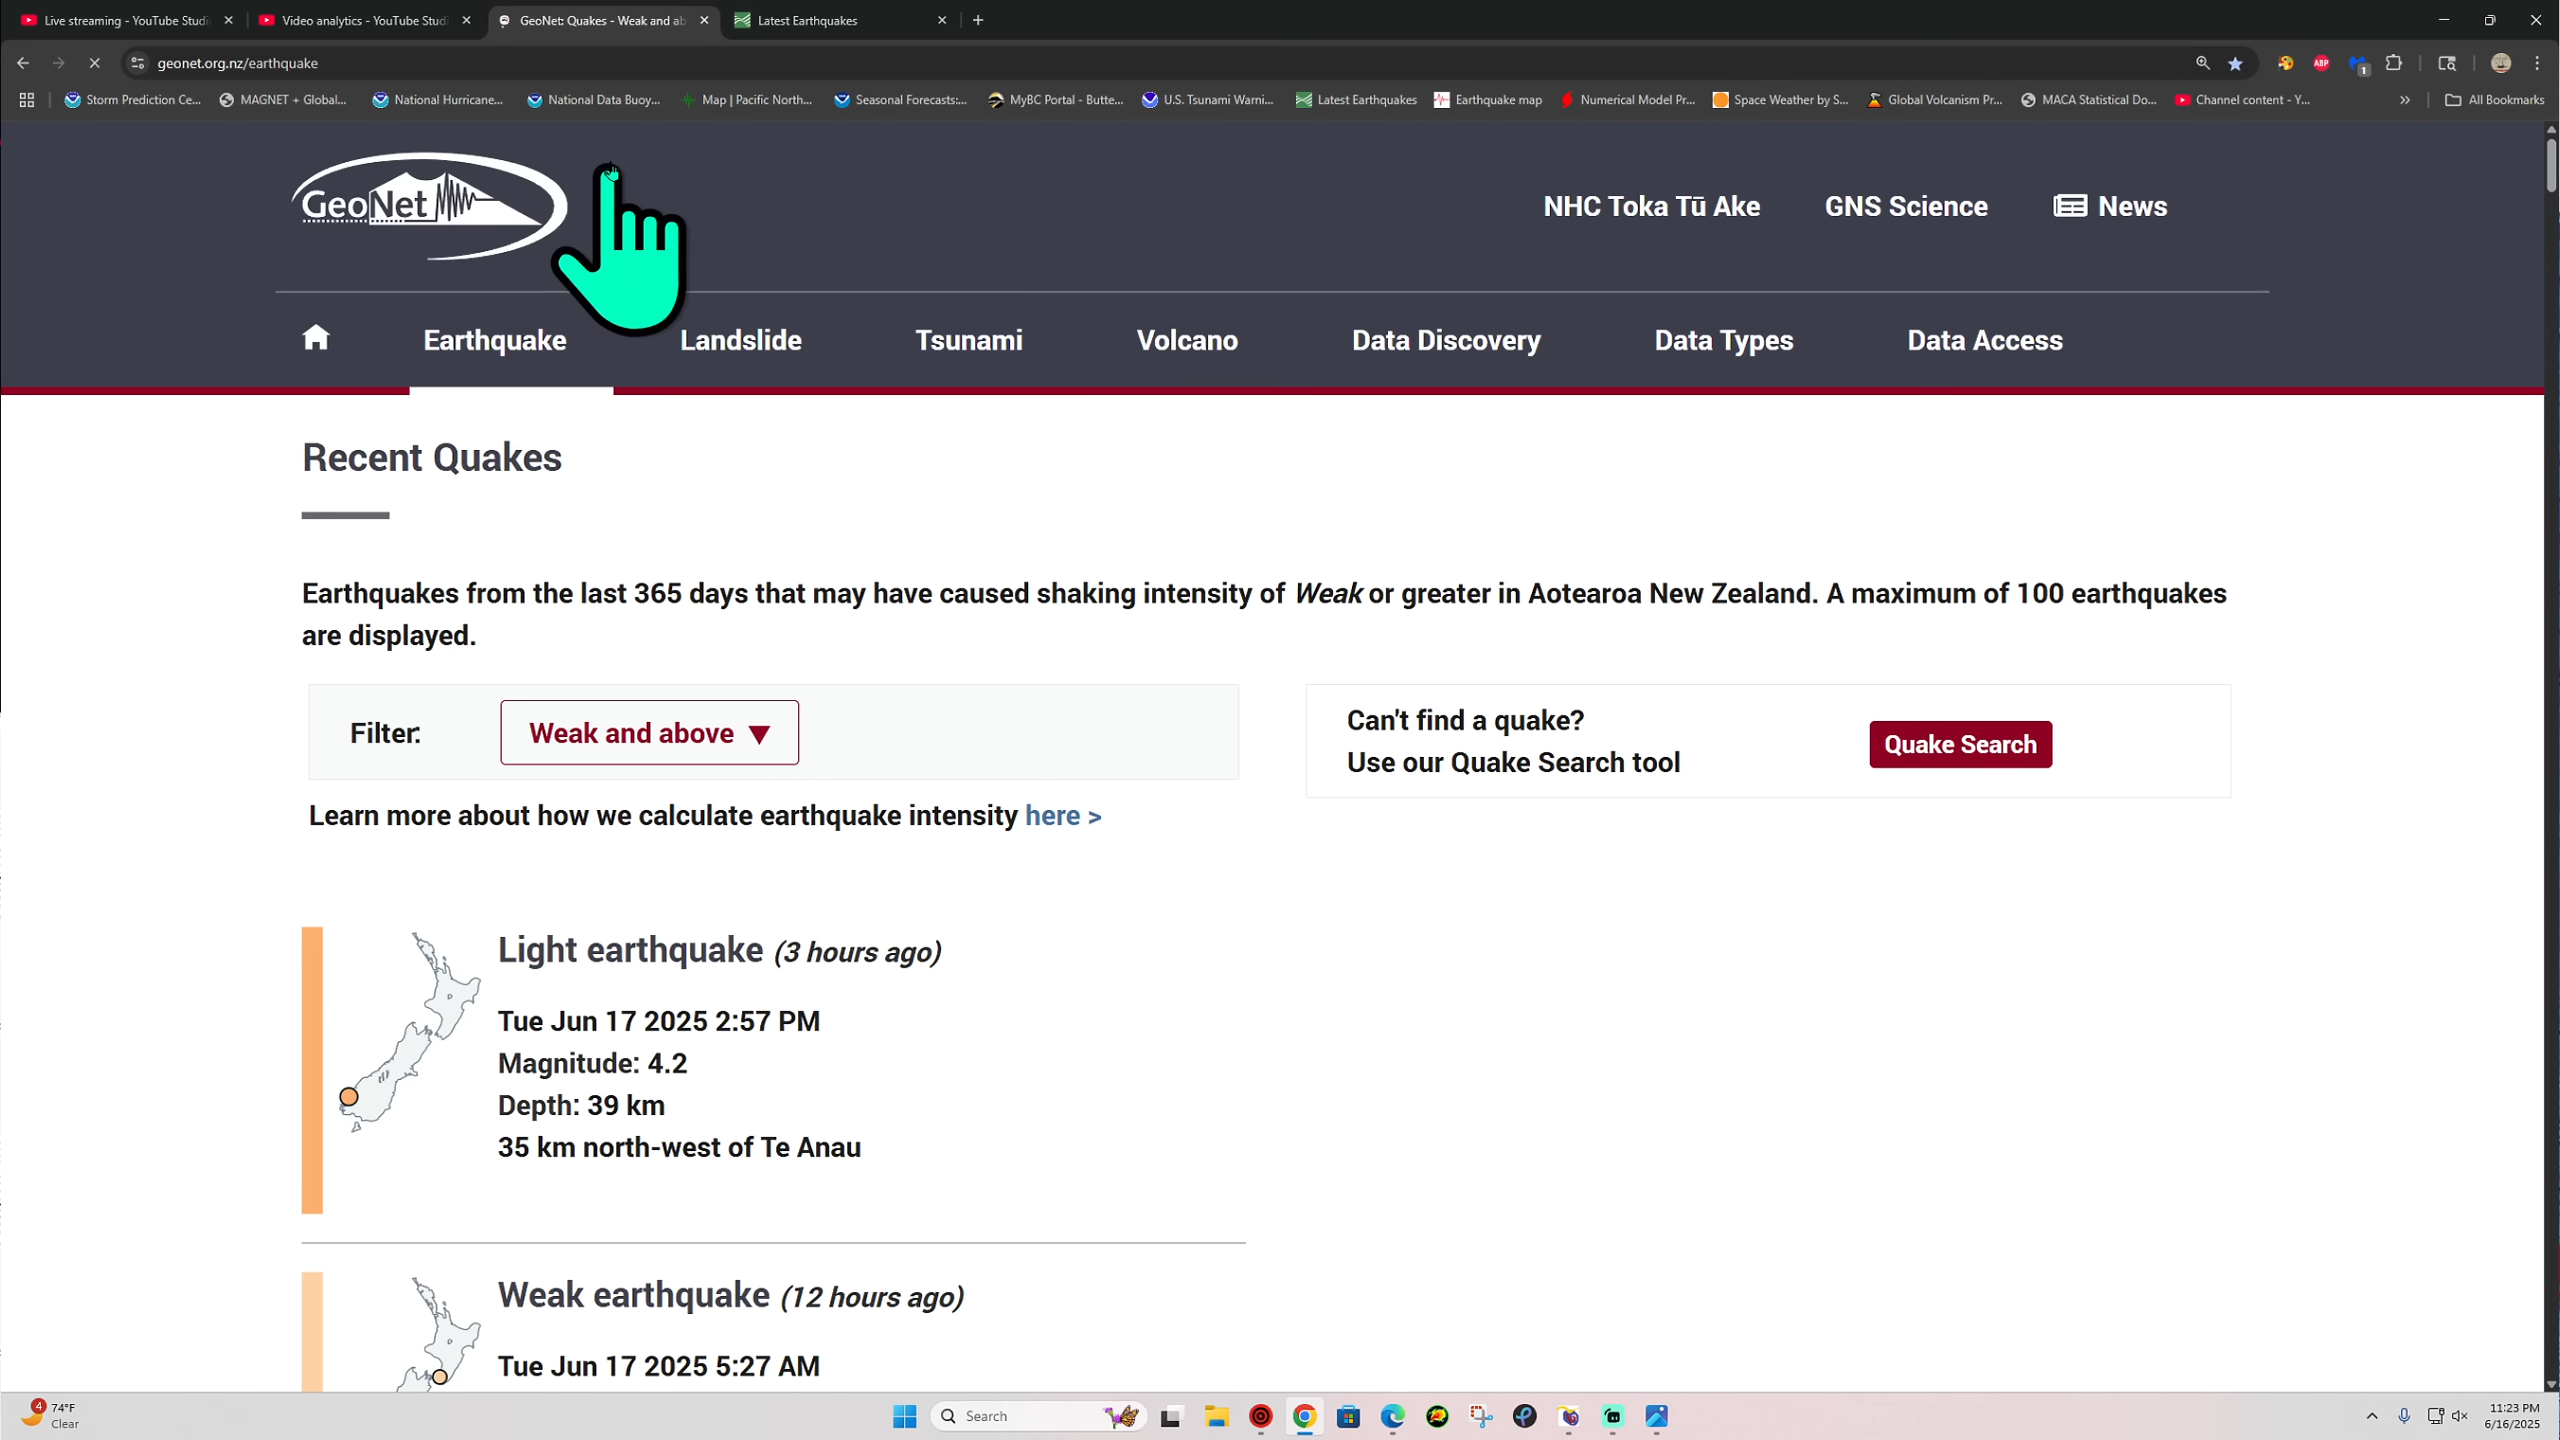 Live streaming - YouTube Studi
Video analytics - YouTube Studi
GeoNet: Quakes - Weak and ab
Latest Earthquakes
geonet.org.nz/earthquake
ABP
1
Storm Prediction Ce...
MAGNET + Global...
National Hurricane...
National Data Buoy...
Map | Pacific North...
Seasonal Forecasts:...
MyBC Portal - Butte...
U.S. Tsunami Warni...
Latest Earthquakes
Earthquake map
Numerical Model Pr...
Space Weather by S...
Global Volcanism Pr...
MACA Statistical Do...
Channel content - Y...
All Bookmarks
GeoNet
NHC Toka Tū Ake
GNS Science
News
Earthquake
Landslide
Tsunami
Volcano
Data Discovery
Data Types
Data Access
Recent Quakes
Earthquakes from the last 365 days that may have caused shaking intensity of Weak or greater in Aotearoa New Zealand. A maximum of 100 earthquakes
are displayed.
Filter:
Weak and above
Can't find a quake?
Use our Quake Search tool
Quake Search
Learn more about how we calculate earthquake intensity here >
Light earthquake (3 hours ago)
Tue Jun 17 2025 2:57 PM
Magnitude: 4.2
Depth: 39 km
35 km north-west of Te Anau
Weak earthquake (12 hours ago)
Tue Jun 17 2025 5:27 AM
4
74°F
Clear
Search
11:23 PM
6/16/2025